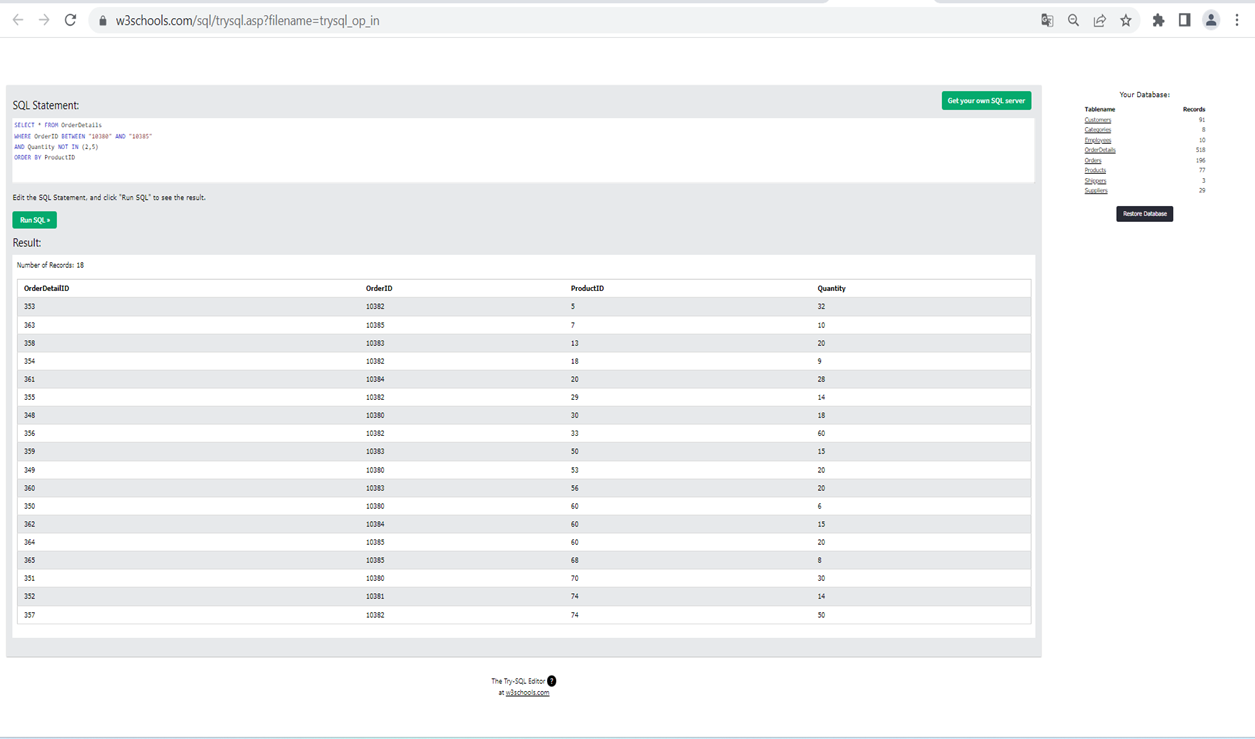 w3schools.com/sql/trysql.asp?filename=trysql_op_in
SQL Statement:
Get your own SQL server
SELECT * FROM OrderDetails
WHERE OrderID BETWEEN "10380" AND "10385"
AND Quantity NOT IN (2,5)
ORDER BY ProductID
Edit the SQL Statement, and click "Run SQL" to see the result.
Run SQL »
Result:
Number of Records: 18
OrderDetailID OrderID ProductID Quantity
353 10382 5 32
363 10385 7 10
358 10383 13 20
354 10382 18 9
361 10384 20 28
355 10382 29 14
348 10380 30 18
356 10382 33 60
359 10383 50 15
349 10380 53 20
360 10383 56 20
350 10380 60 6
362 10384 60 15
364 10385 60 20
365 10385 68 8
351 10380 70 30
352 10381 74 14
357 10382 74 50
The Try-SQL Editor ?
at w3schools.com
Your Database:
Tablename Records
Customers 91
Categories 8
Employees 10
OrderDetails 518
Orders 196
Products 77
Shippers 3
Suppliers 29
Restore Database